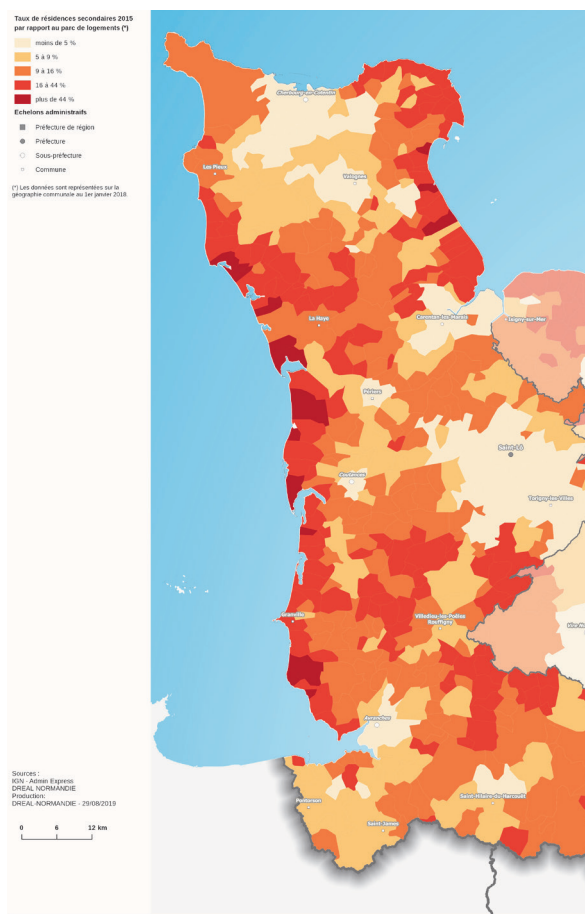 Taux de résidences secondaires 2015
par rapport au parc de logements (*)
moins de 5 %
5 à 9 %
9 à 16 %
16 à 44 %
plus de 44 %
Echelons administratifs
Préfecture de région
Préfecture
Sous-préfecture
Commune
(*) Les données sont représentées sur la
géographie communale au 1er janvier 2018.
Cherbourg-en-Cotentin
Les Pieux
Valognes
La Haye
Carentan-les-Marais
Isigny-sur-Mer
Périers
Saint-Lô
Coutances
Torigny-les-Villes
Granville
Villedieu-les-Poêles
Rouffigny
Avranches
Pontorson
Saint-James
Saint-Hilaire-du-Harcouët
Sources :
IGN - Admin Express
DREAL NORMANDIE
Production:
DREAL-NORMANDIE - 29/08/2019
0 6 12 km